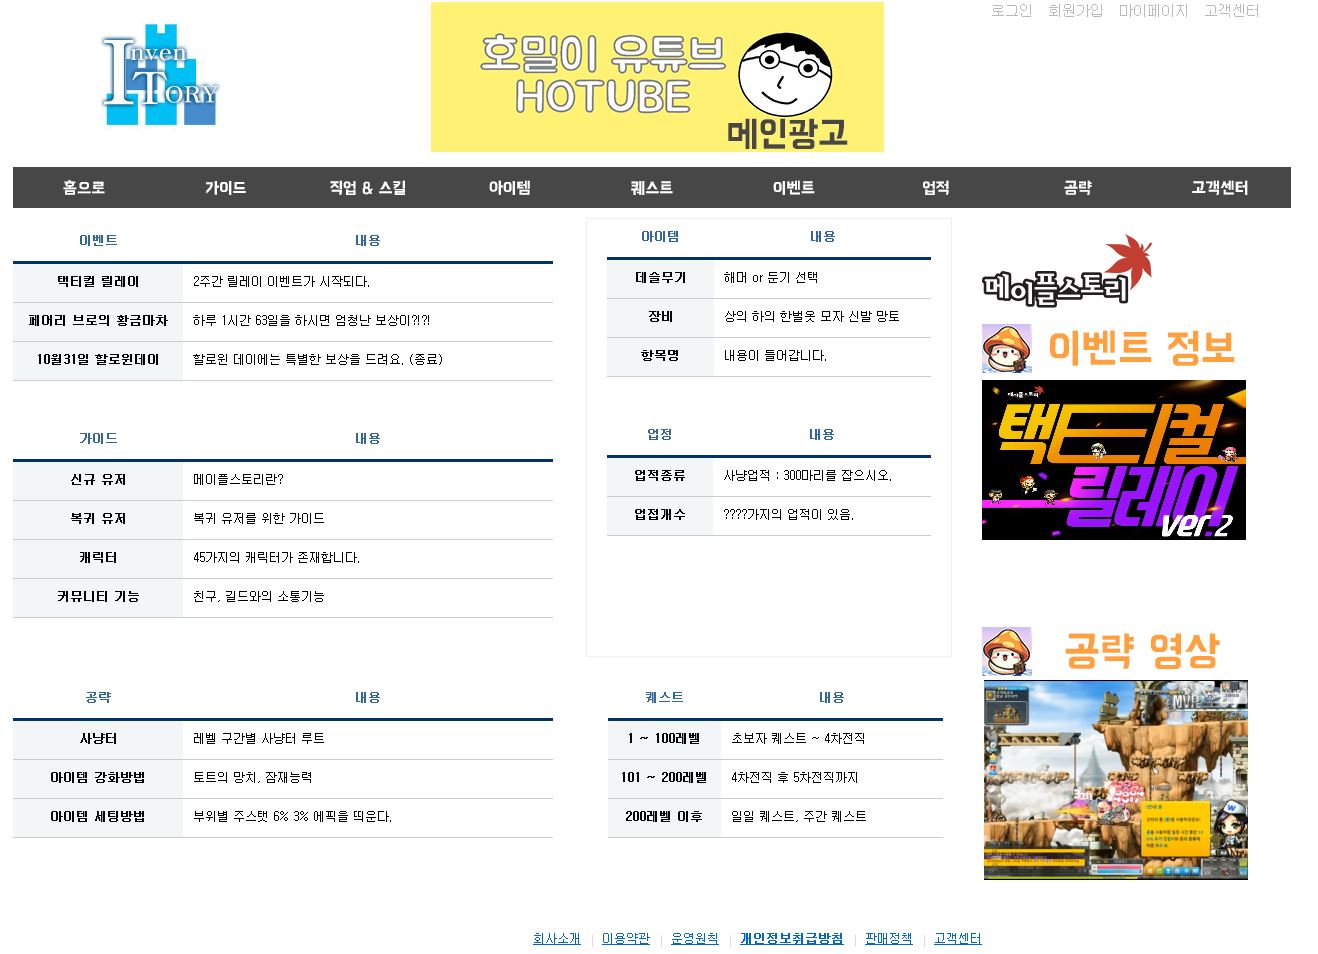 로그인 회원가입 마이페이지 고객센터
Inven
Tory
호밀이 유튜브
HOTUBE
메인광고
홈으로 가이드 직업 & 스킬 아이템 퀘스트 이벤트 업적 공략 고객센터
이벤트 내용
택티컬 릴레이 2주간 릴레이 이벤트가 시작되다.
페어리 브로의 황금마차 하루 1시간 63일을 하시면 엄청난 보상이?!?!
10월31일 할로윈데이 할로윈 데이에는 특별한 보상을 드려요. (종료)
가이드 내용
신규 유저 메이플스토리란?
복귀 유저 복귀 유저를 위한 가이드
캐릭터 45가지의 캐릭터가 존재합니다.
커뮤니티 기능 친구, 길드와의 소통기능
아이템 내용
데슬무기 해머 or 둔기 선택
장비 상의 하의 한벌옷 모자 신발 망토
항목명 내용이 들어갑니다.
업정 내용
업적종류 사냥업적 : 300마리를 잡으시오.
업접개수 ????가지의 업적이 있음.
메이플스토리
이벤트 정보
메이플스토리
택티컬
릴레이
ver.2
공략 내용
사냥터 레벨 구간별 사냥터 루트
아이템 강화방법 토트의 망치, 잠재능력
아이템 세팅방법 부위별 주스탯 6% 3% 에픽을 띄운다.
퀘스트 내용
1 ~ 100레벨 초보자 퀘스트 ~ 4차전직
101 ~ 200레벨 4차전직 후 5차전직까지
200레벨 이후 일일 퀘스트, 주간 퀘스트
공략 영상
MVP
회사소개 이용약관 운영원칙 개인정보취급방침 판매정책 고객센터